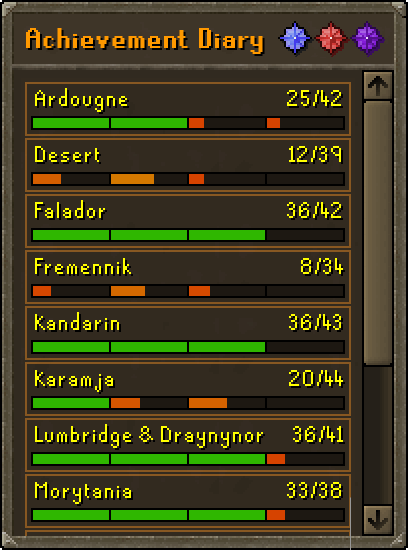 Achievement Diary
Ardougne 25/42
Desert 12/39
Falador 36/42
Fremennik 8/34
Kandarin 36/43
Karamja 20/44
Lumbridge & Draynynor 36/41
Morytania 33/38